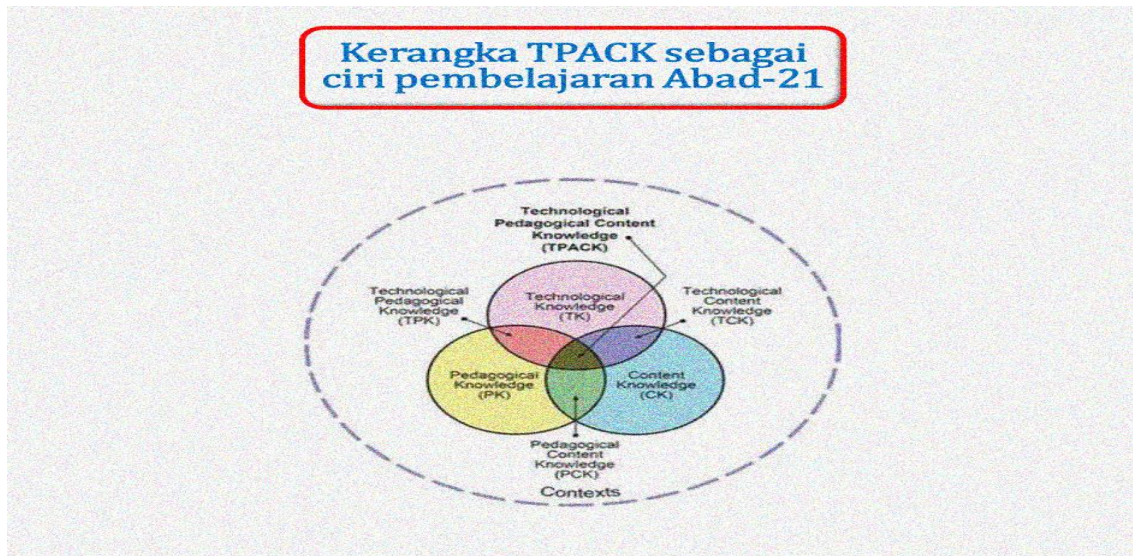 Kerangka TPACK sebagai
ciri pembelajaran Abad-21
Technological
Pedagogical Content
Knowledge
(TPACK)
Technological
Pedagogical
Knowledge
(TPK)
Technological
Knowledge
(TK)
Technological
Content
Knowledge
(TCK)
Pedagogical
Knowledge
(PK)
Content
Knowledge
(CK)
Pedagogical
Content
Knowledge
(PCK)
Contexts